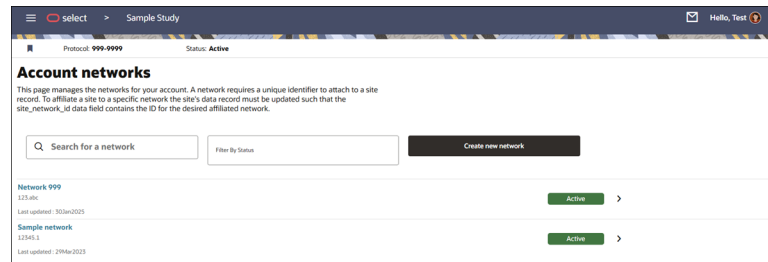 select > Sample Study
Hello, Test
Protocol: 999-9999 Status: Active
Account networks
This page manages the networks for your account. A network requires a unique identifier to attach to a site
record. To affiliate a site to a specific network the site's data record must be updated such that the
site_network_id data field contains the ID for the desired affiliated network.
Search for a network
Filter By Status
Create new network
Network 999
123.abc
Active
Last updated : 30Jan2025
Sample network
12345.1
Active
Last updated : 29Mar2023